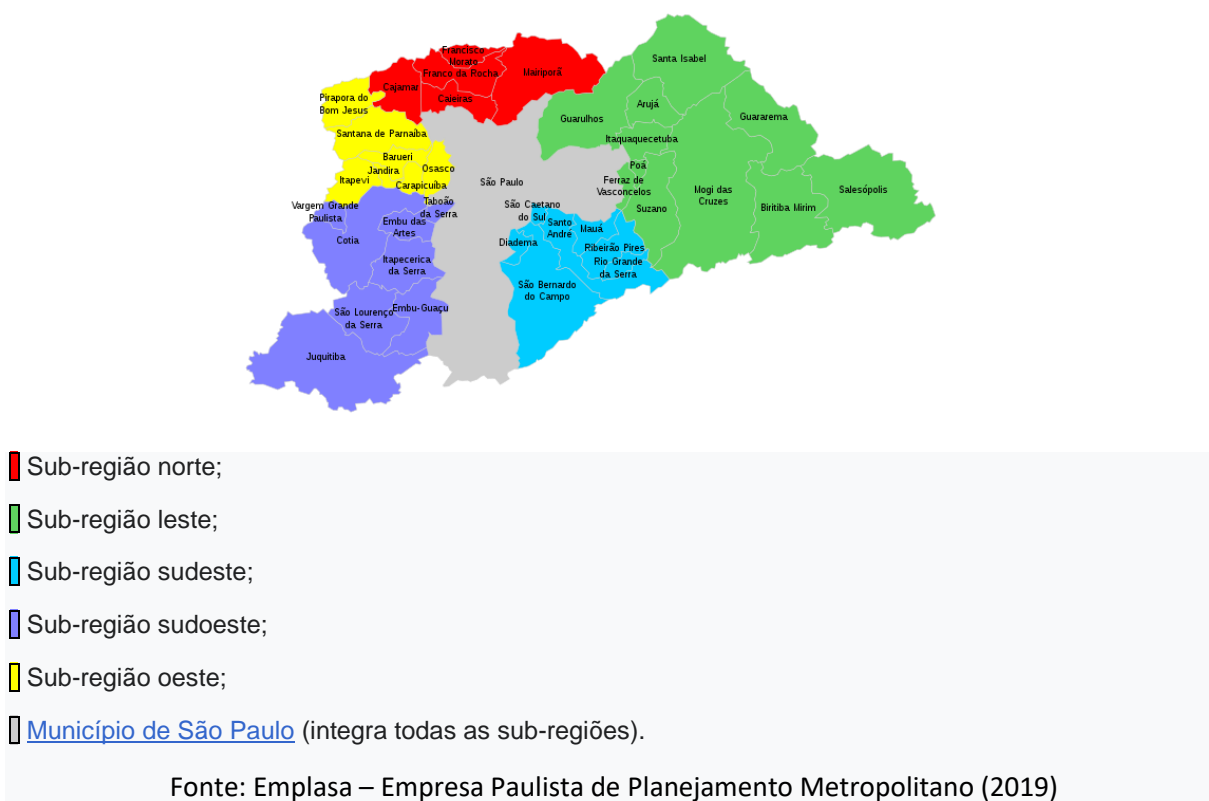 Francisco
Morato
Franco da Rocha
Mairiporã
Cajamar
Caieiras
Santa Isabel
Pirapora do
Bom Jesus
Arujá
Guarulhos
Guararema
Santana de Parnaíba
Itaquaquecetuba
Barueri
Jandira
Osasco
Itapevi
Carapicuíba
São Paulo
Poá
Ferraz de
Vasconcelos
Suzano
Mogi das
Cruzes
Biritiba Mirim
Salesópolis
Vargem Grande
Paulista
Taboão
da Serra
Embu das
Artes
Cotia
São Caetano
do Sul
Santo
André
Mauá
Diadema
Ribeirão Pires
Rio Grande
da Serra
Itapecerica
da Serra
São Bernardo
do Campo
São Lourenço
da Serra
Embu-Guaçu
Juquitiba
Sub-região norte;
Sub-região leste;
Sub-região sudeste;
Sub-região sudoeste;
Sub-região oeste;
Município de São Paulo (integra todas as sub-regiões).
Fonte: Emplasa – Empresa Paulista de Planejamento Metropolitano (2019)